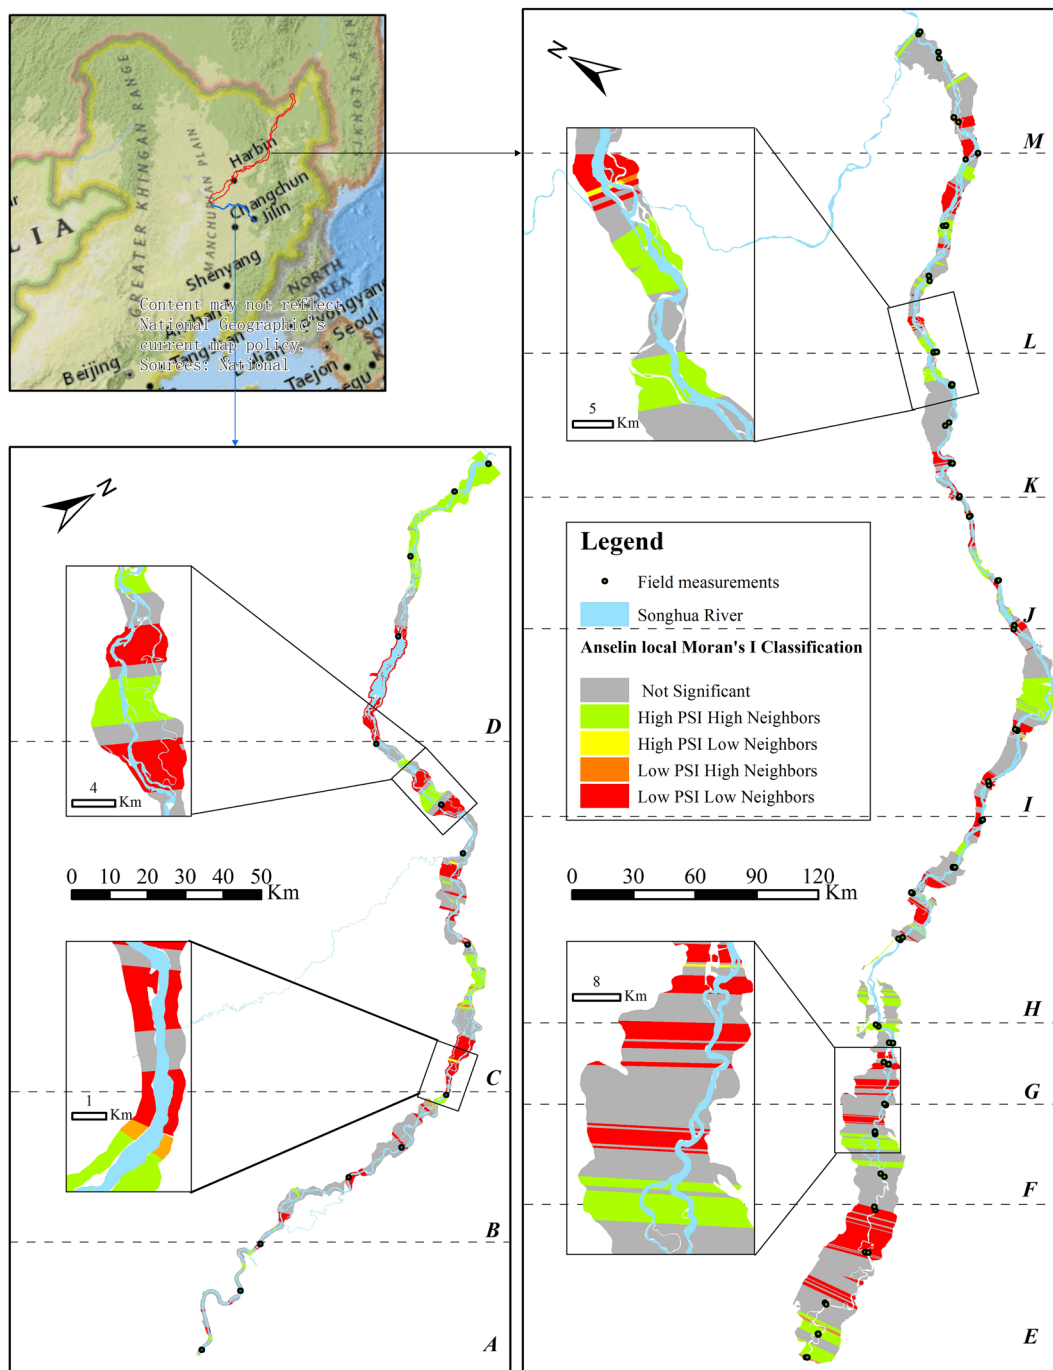 GREATER KHINGAN RANGE
MANCHURIAN PLAIN
SIKHOTE ALIN
Harbin
Changchun
Jilin
L I A
Shenyang
NORTH
Content may not reflect
National Geographic's
current map policy.
Sources: National
Beijing
Seoul
Taejon
N
M
L
K
J
I
H
G
F
E
5
Km
Legend
Field measurements
Songhua River
Anselin local Moran's I Classification
Not Significant
High PSI High Neighbors
High PSI Low Neighbors
Low PSI High Neighbors
Low PSI Low Neighbors
0 30 60 90 120
Km
8
Km
N
D
C
B
A
4
Km
0 10 20 30 40 50
Km
1
Km